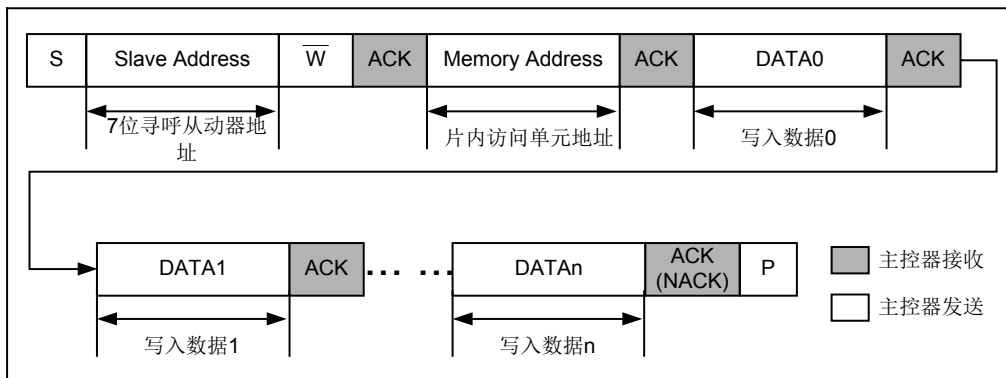 S Slave Address W̅ ACK Memory Address ACK DATA0 ACK
7位寻呼从动器地
址
片内访问单元地址
写入数据0
DATA1 ACK ... ... DATAn ACK
(NACK) P
写入数据1
写入数据n
主控器接收
主控器发送